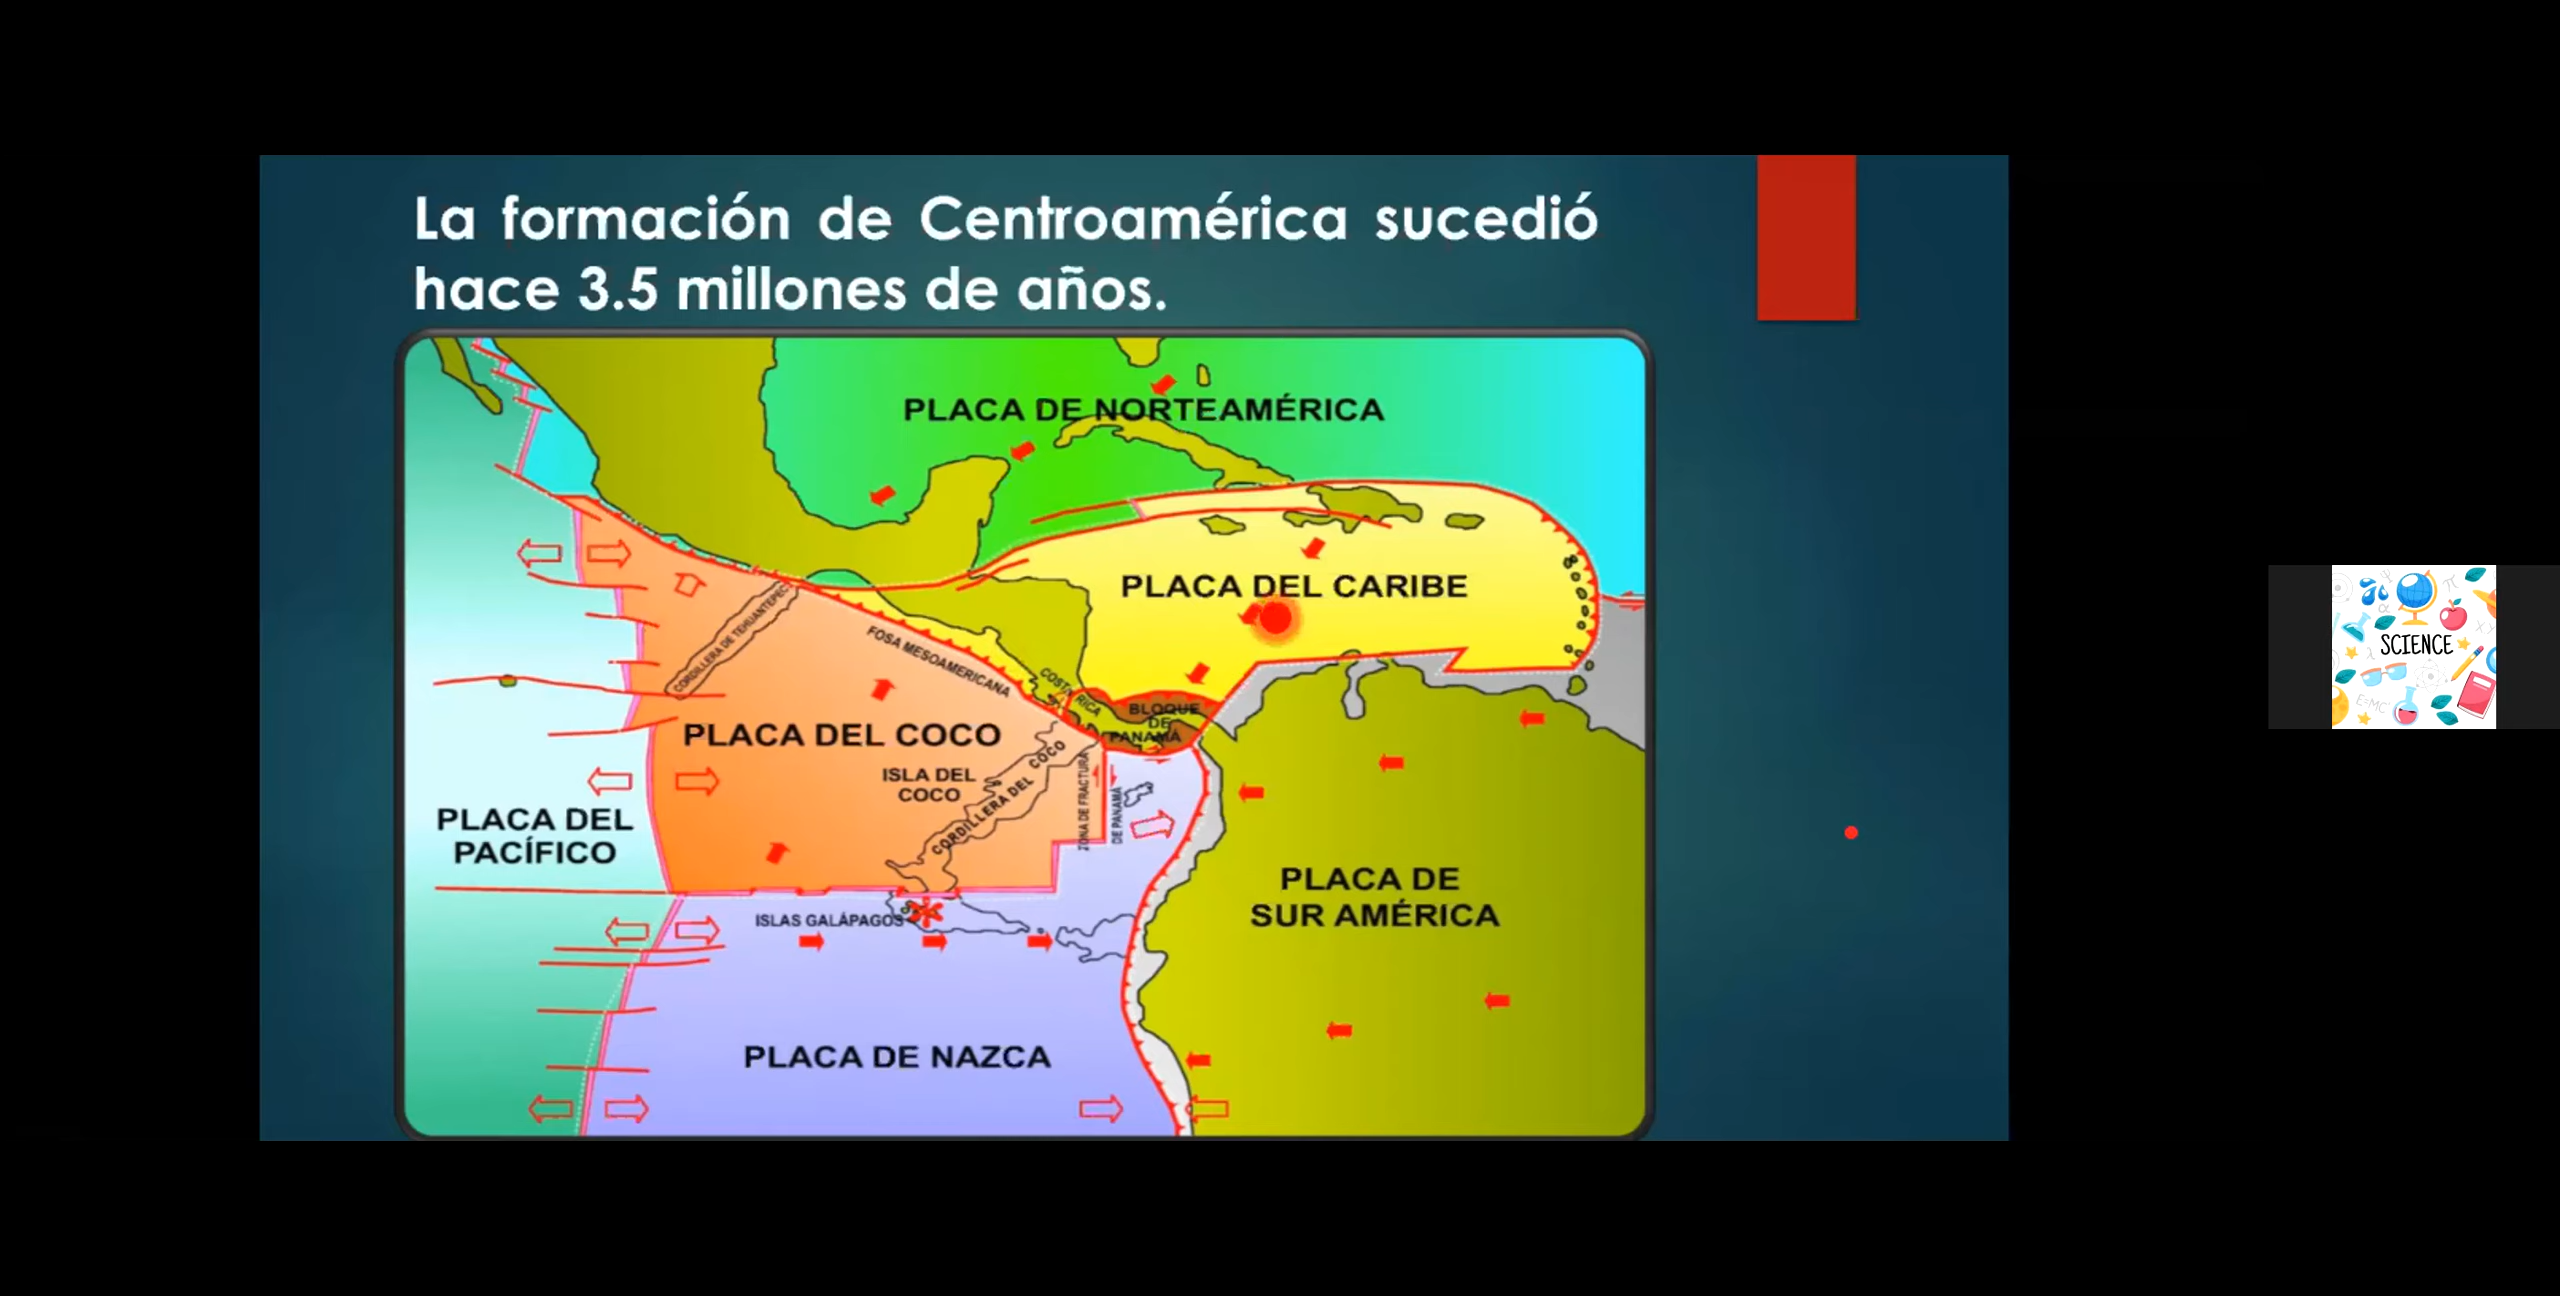 La formación de Centroamérica sucedió
hace 3.5 millones de años.
PLACA DE NORTEAMÉRICA
PLACA DEL CARIBE
CORDILLERA DE TEHUANTEPEC
FOSA MESOAMERICANA
COSTA RICA
BLOQUE
DE
PANAMÁ
PLACA DEL COCO
ISLA DEL
COCO
CORDILLERA DEL COCO
ZONA DE FRACTURA
DE PANAMÁ
PLACA DEL
PACÍFICO
PLACA DE
SUR AMÉRICA
ISLAS GALÁPAGOS
PLACA DE NAZCA
SCIENCE
E=MC